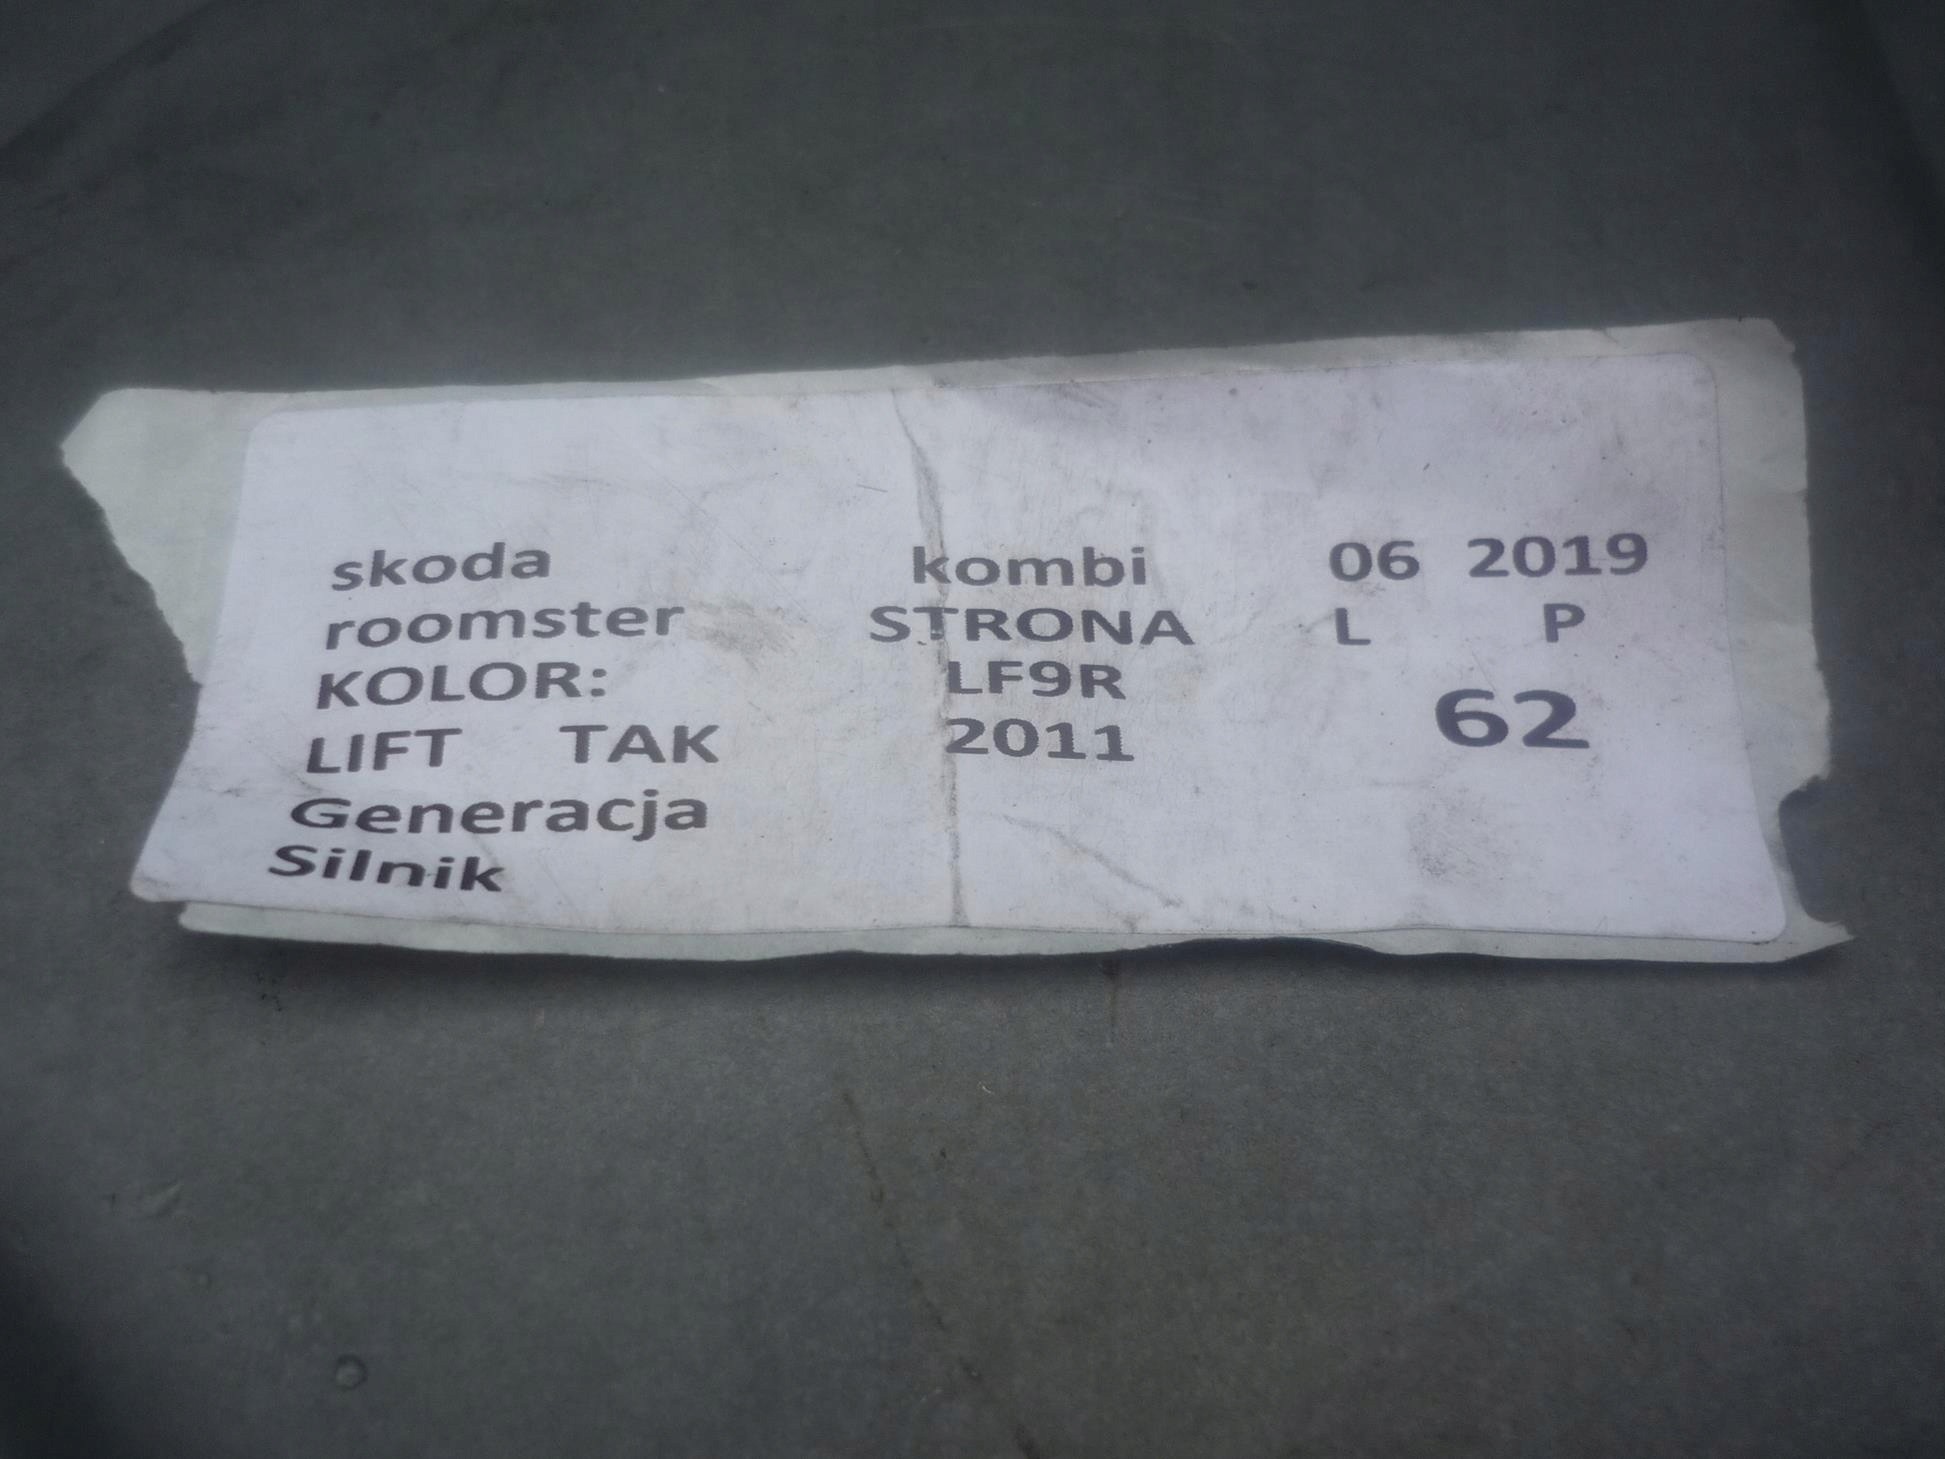 skoda kombi 06 2019
roomster STRONA L P
KOLOR: LF9R
LIFT TAK 2011 62
Generacja
Silnik